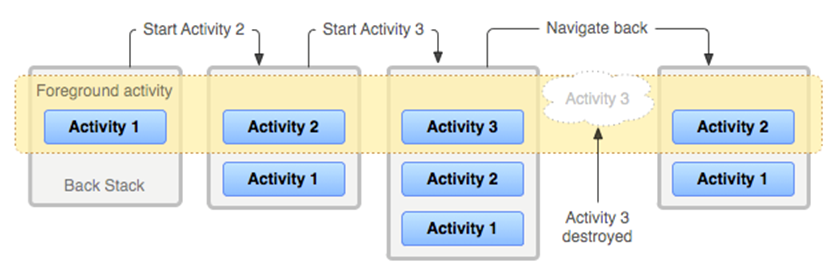 Start Activity 2
Start Activity 3
Navigate back
Foreground activity
Activity 3
Activity 1
Activity 2
Activity 3
Activity 2
Back Stack
Activity 1
Activity 2
Activity 1
Activity 1
Activity 3
destroyed